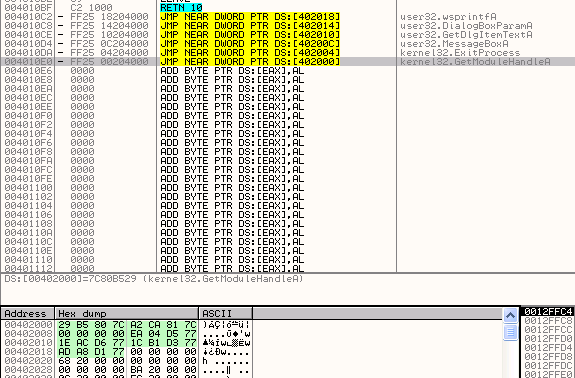 004010BF C2 1000 RETN 10
004010C2 - FF25 18204000 JMP NEAR DWORD PTR DS:[402018] user32.wsprintfA
004010C8 - FF25 14204000 JMP NEAR DWORD PTR DS:[402014] user32.DialogBoxParamA
004010CE - FF25 10204000 JMP NEAR DWORD PTR DS:[402010] user32.GetDlgItemTextA
004010D4 - FF25 0C204000 JMP NEAR DWORD PTR DS:[40200C] user32.MessageBoxA
004010DA - FF25 04204000 JMP NEAR DWORD PTR DS:[402004] kernel32.ExitProcess
004010E0 - FF25 00204000 JMP NEAR DWORD PTR DS:[402000] kernel32.GetModuleHandleA
004010E6 0000 ADD BYTE PTR DS:[EAX],AL
004010E8 0000 ADD BYTE PTR DS:[EAX],AL
004010EA 0000 ADD BYTE PTR DS:[EAX],AL
004010EC 0000 ADD BYTE PTR DS:[EAX],AL
004010EE 0000 ADD BYTE PTR DS:[EAX],AL
004010F0 0000 ADD BYTE PTR DS:[EAX],AL
004010F2 0000 ADD BYTE PTR DS:[EAX],AL
004010F4 0000 ADD BYTE PTR DS:[EAX],AL
004010F6 0000 ADD BYTE PTR DS:[EAX],AL
004010F8 0000 ADD BYTE PTR DS:[EAX],AL
004010FA 0000 ADD BYTE PTR DS:[EAX],AL
004010FC 0000 ADD BYTE PTR DS:[EAX],AL
004010FE 0000 ADD BYTE PTR DS:[EAX],AL
00401100 0000 ADD BYTE PTR DS:[EAX],AL
00401102 0000 ADD BYTE PTR DS:[EAX],AL
00401104 0000 ADD BYTE PTR DS:[EAX],AL
00401106 0000 ADD BYTE PTR DS:[EAX],AL
00401108 0000 ADD BYTE PTR DS:[EAX],AL
0040110A 0000 ADD BYTE PTR DS:[EAX],AL
0040110C 0000 ADD BYTE PTR DS:[EAX],AL
0040110E 0000 ADD BYTE PTR DS:[EAX],AL
00401110 0000 ADD BYTE PTR DS:[EAX],AL
00401112 0000 ADD BYTE PTR DS:[EAX],AL
DS:[00402000]=7C80B529 (kernel32.GetModuleHandleA)
Address Hex dump ASCII 0012FFC4
00402000 29 B5 80 7C A2 CA 81 7C 0012FFC8
00402008 00 00 00 00 EA 04 D5 77 0012FFCC
00402010 1E AC D6 77 1C B1 D3 77 0012FFD0
00402018 AD A8 D1 77 00 00 00 00 0012FFD4
00402020 68 20 00 00 00 00 00 00 h ...... 0012FFD8
00402028 00 00 00 00 BA 20 00 00 0012FFDC
0012FFE0